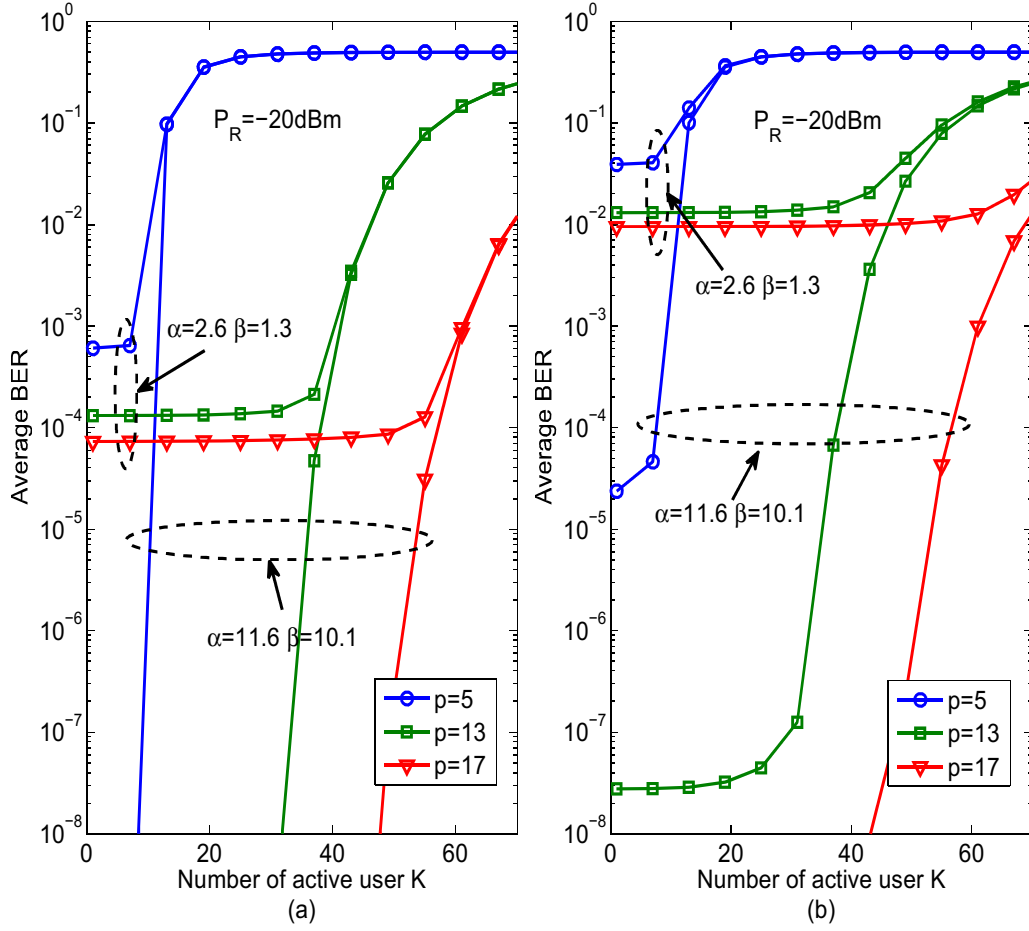 10^0
10^-1
10^-2
10^-3
10^-4
10^-5
10^-6
10^-7
10^-8
Average BER
P_R=−20dBm
α=2.6 β=1.3
α=11.6 β=10.1
p=5
p=13
p=17
0 20 40 60
Number of active user K
(a)
10^0
10^-1
10^-2
10^-3
10^-4
10^-5
10^-6
10^-7
10^-8
Average BER
P_R=−20dBm
α=2.6 β=1.3
α=11.6 β=10.1
p=5
p=13
p=17
0 20 40 60
Number of active user K
(b)